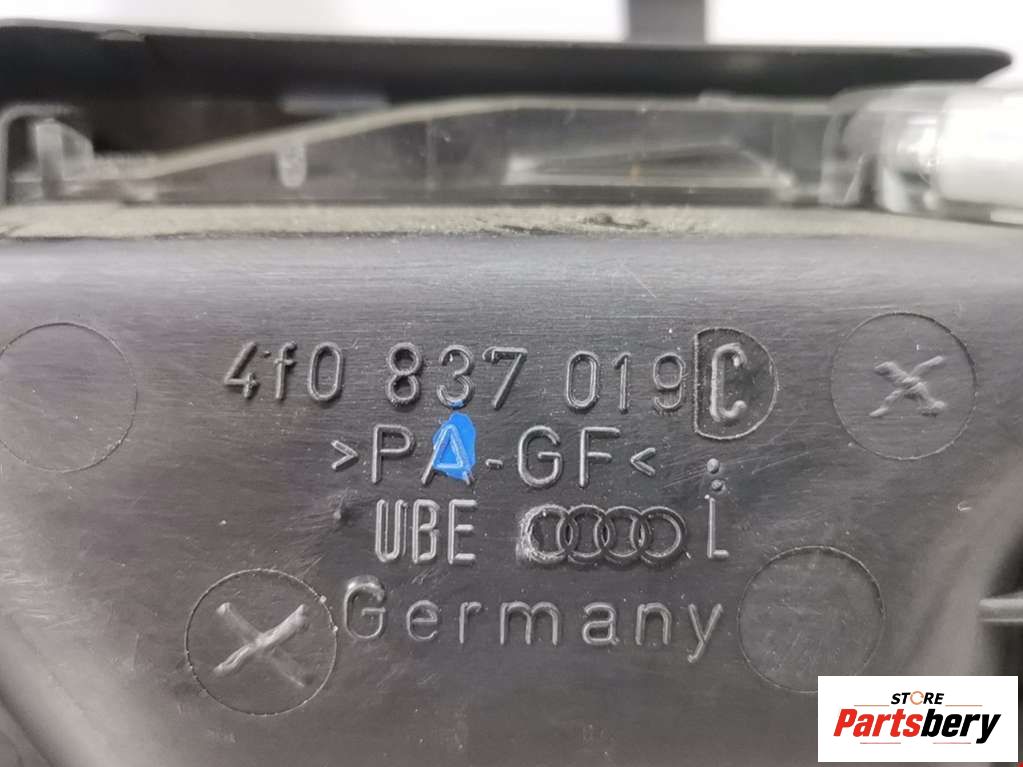 4f0 837 019 C
>PA-GF<
UBE L
Germany
STORE
Partsbery